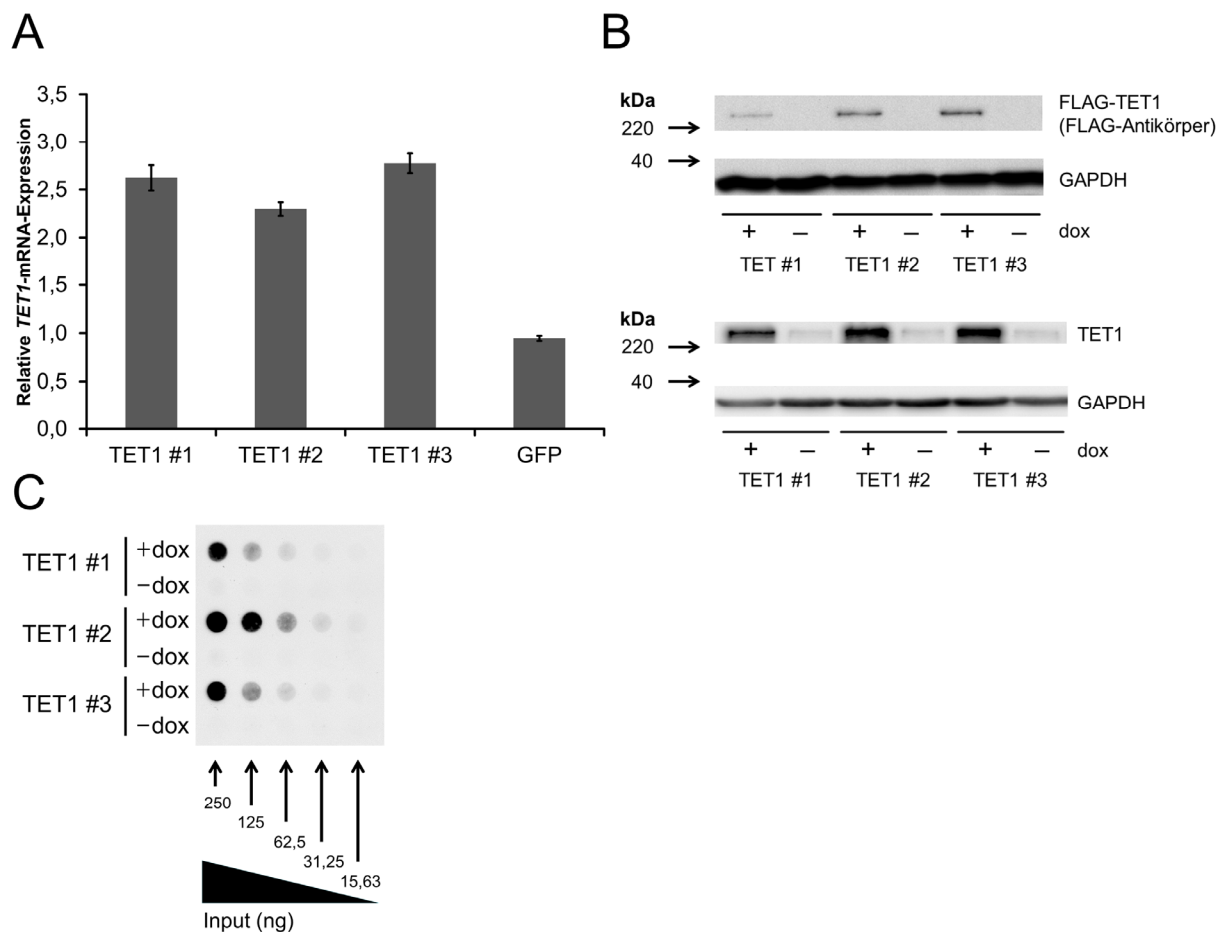 A
Relative TET1-mRNA-Expression
3,5
3,0
2,5
2,0
1,5
1,0
0,5
0,0
TET1 #1 TET1 #2 TET1 #3 GFP
B
kDa
220
40
FLAG-TET1
(FLAG-Antikörper)
GAPDH
+ – + – + – dox
TET #1 TET1 #2 TET1 #3
kDa
220
40
TET1
GAPDH
+ – + – + – dox
TET1 #1 TET1 #2 TET1 #3
C
TET1 #1
+dox
–dox
TET1 #2
+dox
–dox
TET1 #3
+dox
–dox
250
125
62,5
31,25
15,63
Input (ng)